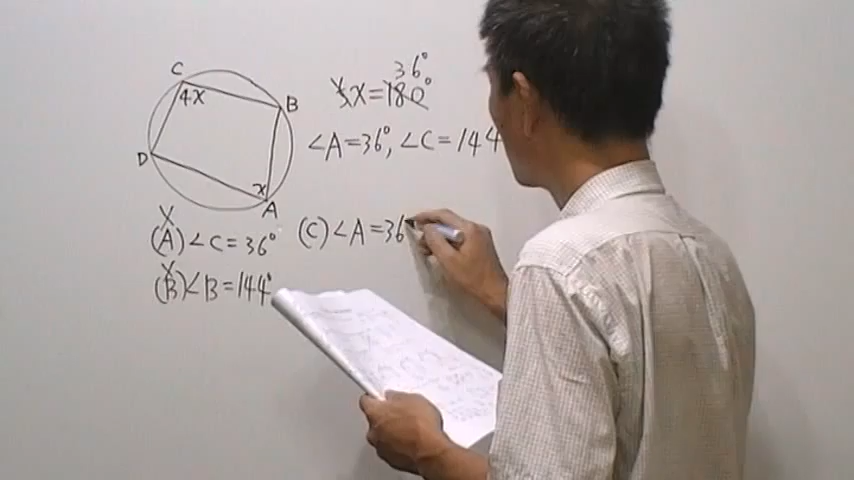 C
4X
B
D
X
A
36°
5X=180°
∠A=36°, ∠C=144
X
(A) ∠C=36°
(C) ∠A=36
X
(B) ∠B=144°